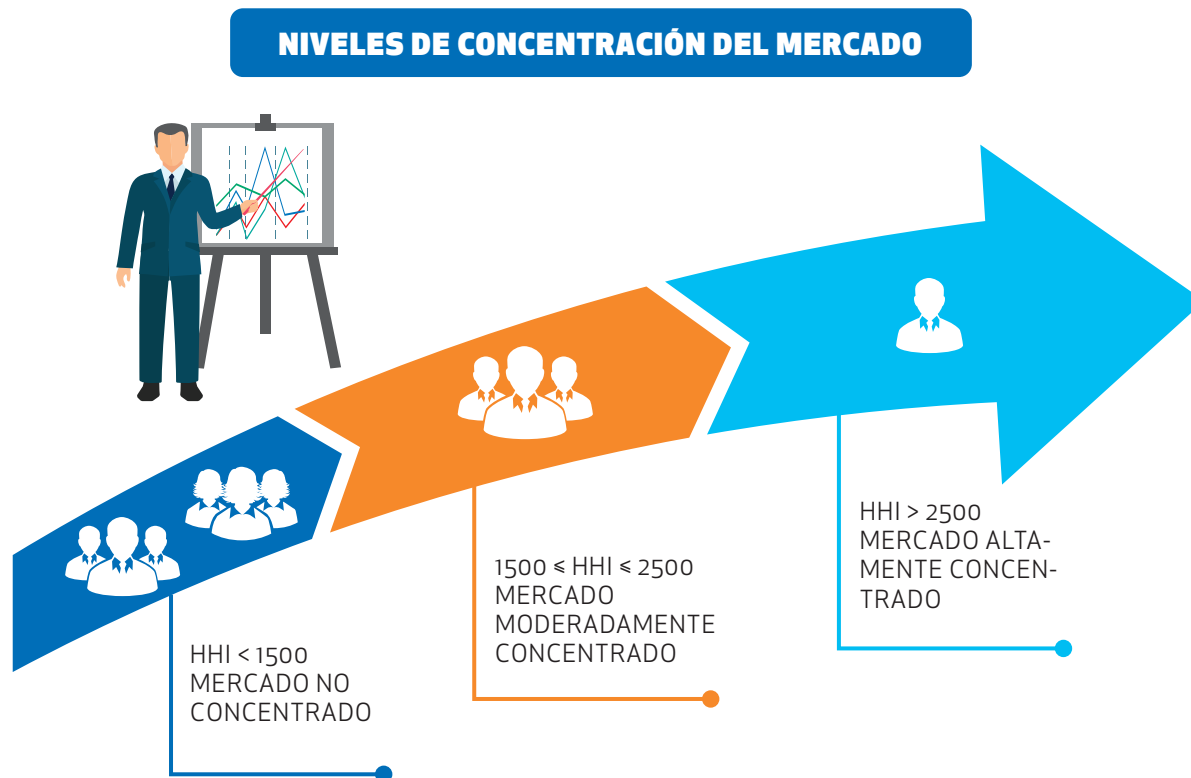 NIVELES DE CONCENTRACIÓN DEL MERCADO
HHI < 1500
MERCADO NO
CONCENTRADO
1500 ⩽ HHI ⩽ 2500
MERCADO
MODERADAMENTE
CONCENTRADO
HHI > 2500
MERCADO ALTA-
MENTE CONCEN-
TRADO